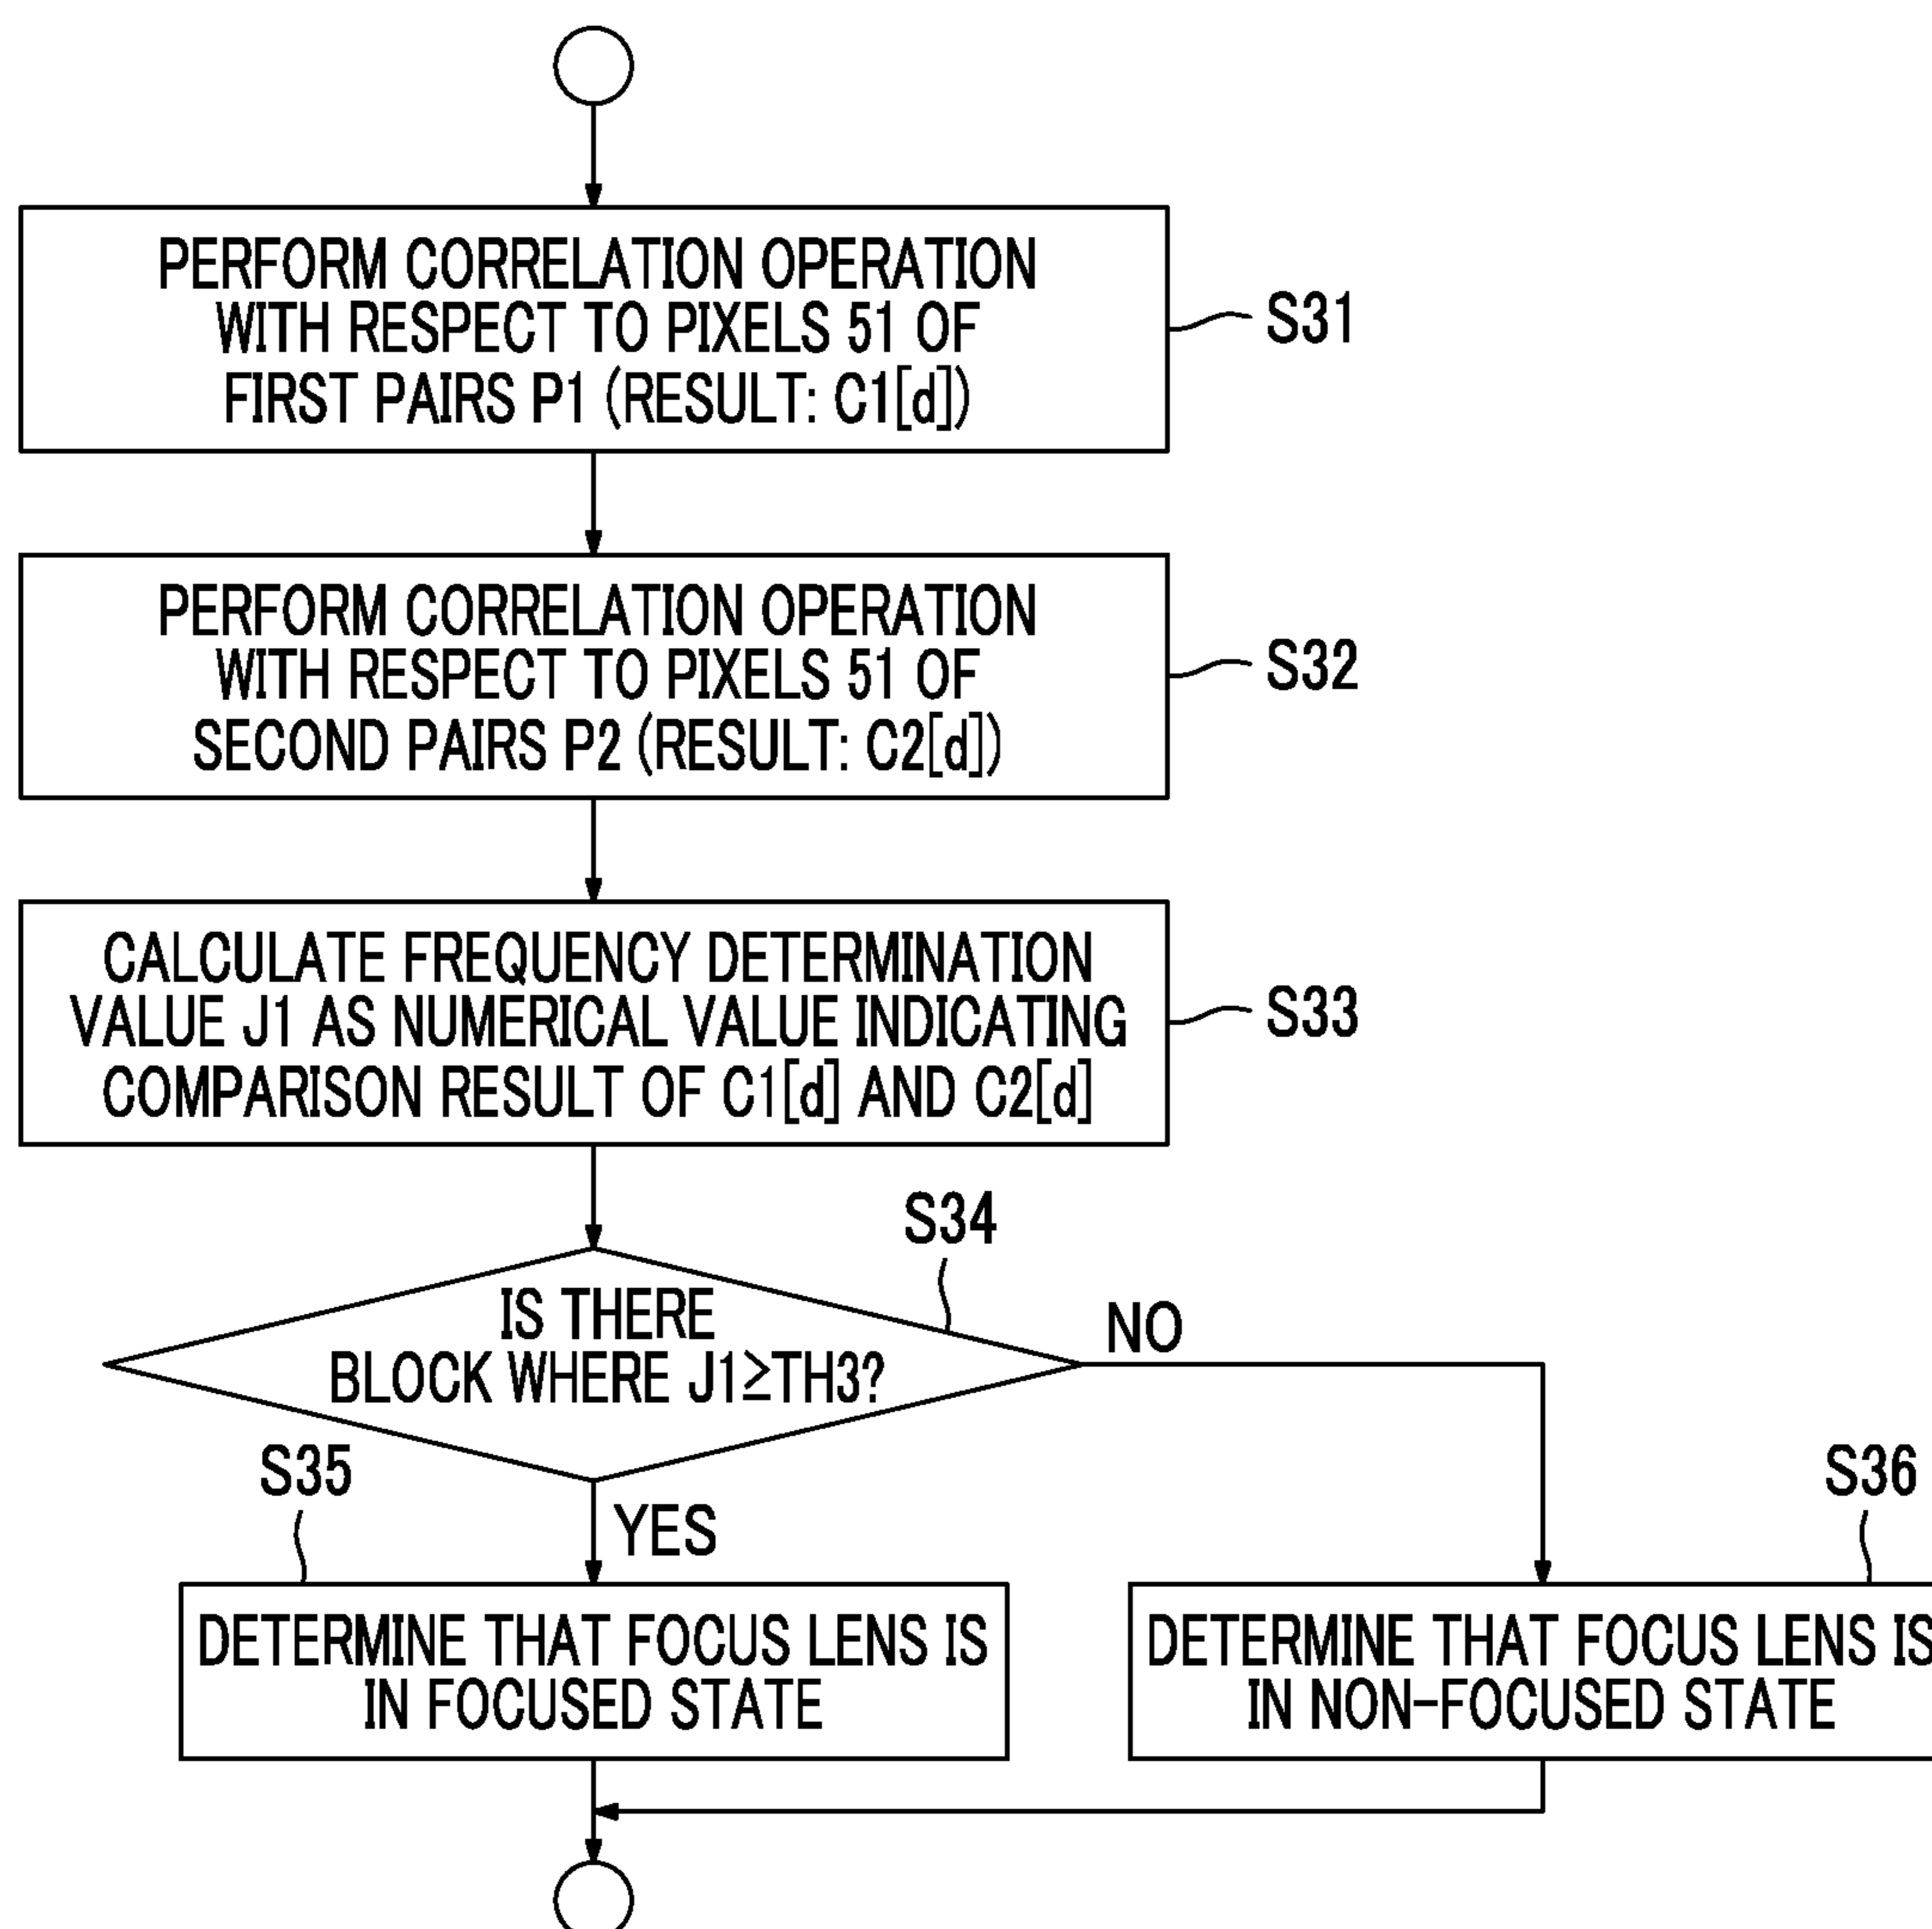 PERFORM CORRELATION OPERATION
WITH RESPECT TO PIXELS 51 OF
FIRST PAIRS P1 (RESULT: C1[d])
S31
PERFORM CORRELATION OPERATION
WITH RESPECT TO PIXELS 51 OF
SECOND PAIRS P2 (RESULT: C2[d])
S32
CALCULATE FREQUENCY DETERMINATION
VALUE J1 AS NUMERICAL VALUE INDICATING
COMPARISON RESULT OF C1[d] AND C2[d]
S33
S34
IS THERE
BLOCK WHERE J1≥TH3?
NO
YES
S35
DETERMINE THAT FOCUS LENS IS
IN FOCUSED STATE
S36
DETERMINE THAT FOCUS LENS IS
IN NON-FOCUSED STATE